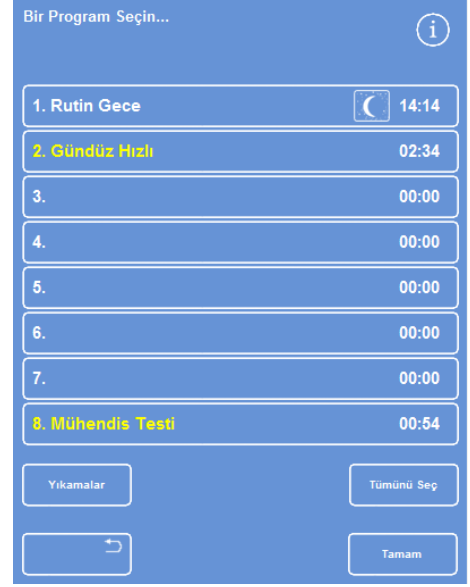 Bir Program Seçin...
i
1. Rutin Gece 14:14
2. Gündüz Hızlı 02:34
3. 00:00
4. 00:00
5. 00:00
6. 00:00
7. 00:00
8. Mühendis Testi 00:54
Yıkamalar Tümünü Seç
Tamam